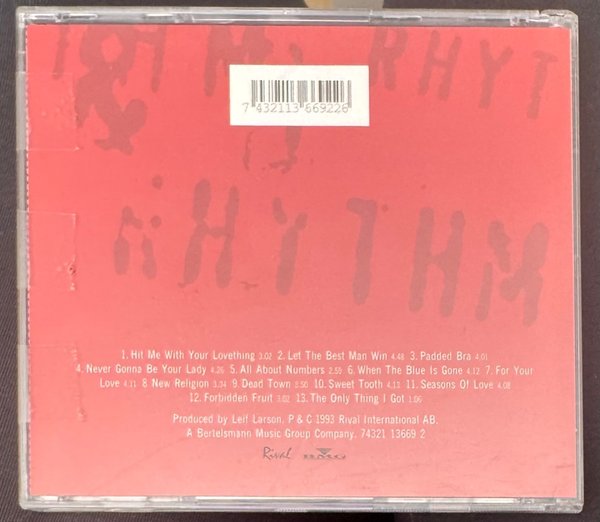 RHYT
7 432113 669226
RHYTHM
1. Hit Me With Your Lovething 3.02 2. Let The Best Man Win 4.48 3. Padded Bra 4.01
4. Never Gonna Be Your Lady 4.26 5. All About Numbers 2.56 6. When The Blue Is Gone 4.12 7. For Your
Love 4.11 8 New Religion 3.04 9. Dead Town 3.50 10. Sweet Tooth 4.13 11. Seasons Of Love 4.08
12. Forbidden Fruit 3.02 13. The Only Thing I Got 1.06
Produced by Leif Larson. P & C 1993 Rival International AB.
A Bertelsmann Music Group Company. 74321 13669 2
Rival BMG